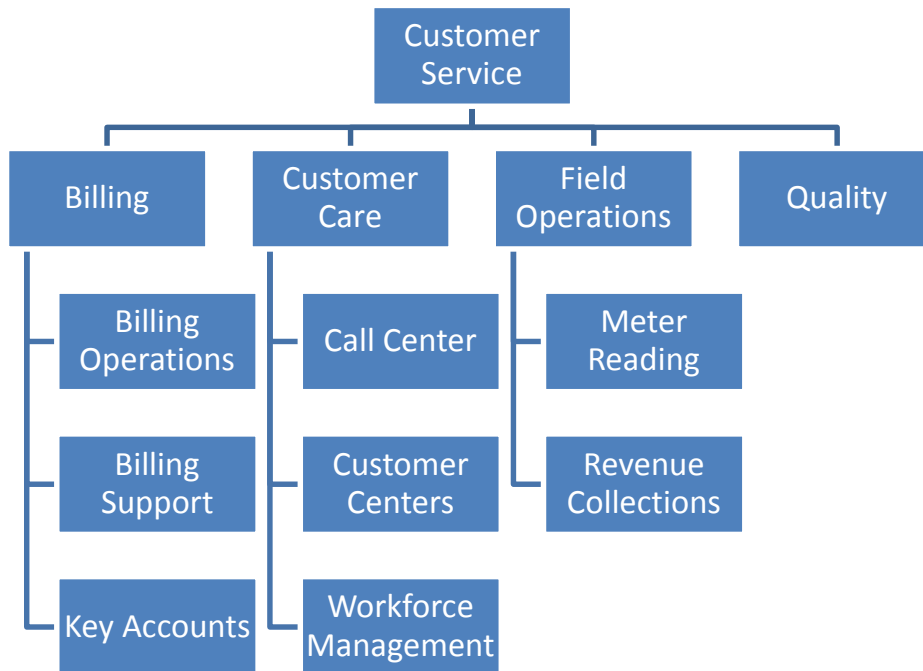 Customer
Service
Billing
Customer
Care
Field
Operations
Quality
Billing
Operations
Call Center
Meter
Reading
Billing
Support
Customer
Centers
Revenue
Collections
Key Accounts
Workforce
Management